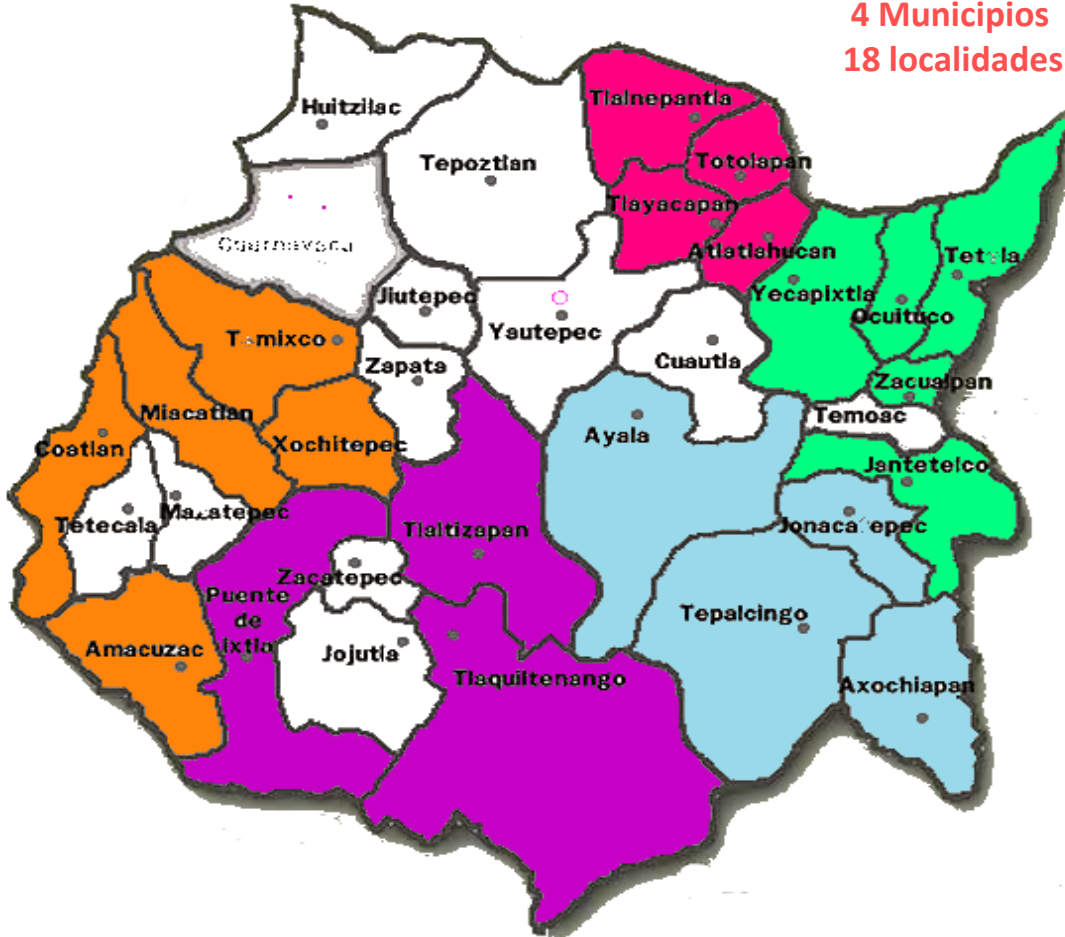 4 Municipios
18 localidades
Huitzilac
Tlalnepantla
Tepoztlan
Totolapan
Tlayacapan
Atlatlahucan
Jiutepec
Yecapixtla
Ocuituco
Yautepec
Zapata
Cuautla
Zacualpan
Miacatlan
Temoac
Coatlan
Xochitepec
Ayala
Jantetelco
Tetecala
Tlaltizapan
Zacatepec
Puente
de
ixtla
Tepalcingo
Amacuzac
Jojutla
Tlaquiltenango
Axochiapan